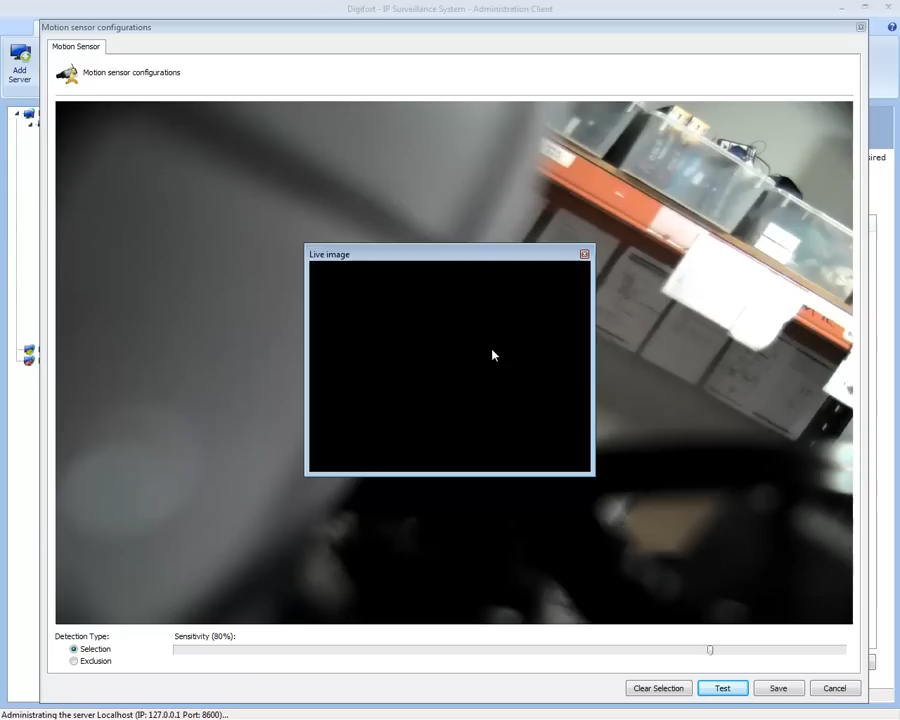 Digifort - IP Surveillance System - Administration Client
Motion sensor configurations
Motion Sensor
Add
Server
Motion sensor configurations
ired
Live image
Detection Type:
Selection
Exclusion
Sensitivity (80%):
Clear Selection
Test
Save
Cancel
Administrating the server Localhost (IP: 127.0.0.1 Port: 8600)...